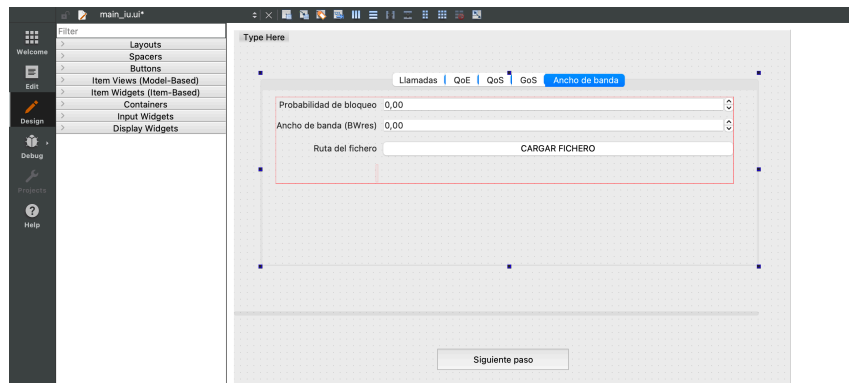 main_iu.ui*
Welcome
Edit
Design
Debug
Projects
Help
Filter
Layouts
Spacers
Buttons
Item Views (Model-Based)
Item Widgets (Item-Based)
Containers
Input Widgets
Display Widgets
Type Here
Llamadas QoE QoS GoS Ancho de banda
Probabilidad de bloqueo 0,00
Ancho de banda (BWres) 0,00
Ruta del fichero CARGAR FICHERO
Siguiente paso